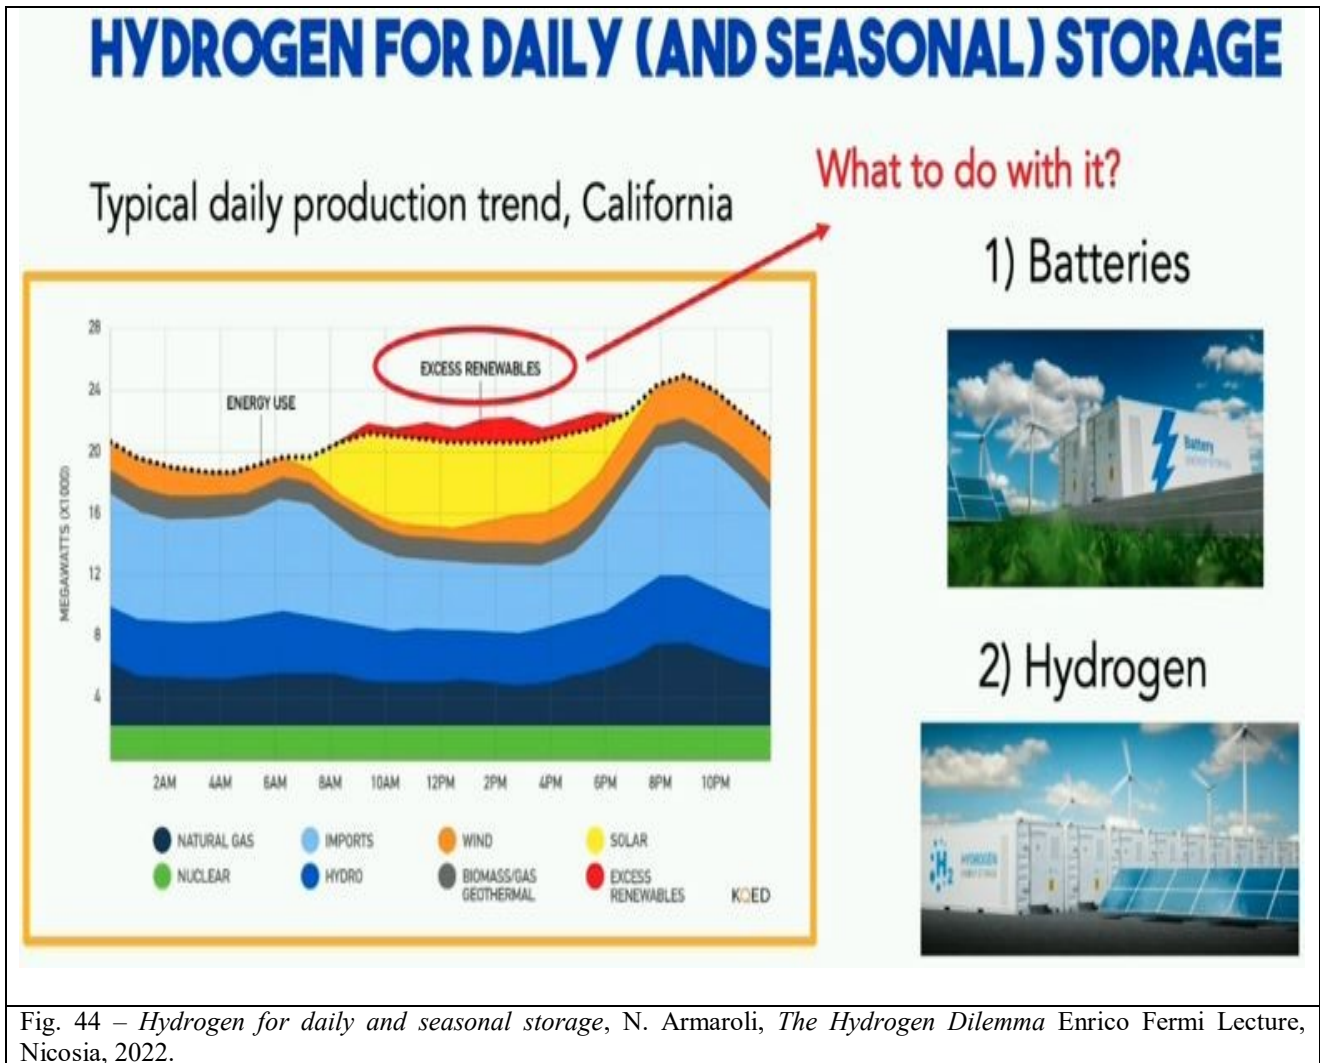 HYDROGEN FOR DAILY (AND SEASONAL) STORAGE
What to do with it?
Typical daily production trend, California
1) Batteries
28
24
20
16
12
8
4
MEGAWATTS (X1000)
EXCESS RENEWABLES
ENERGY USE
2AM 4AM 6AM 8AM 10AM 12PM 2PM 4PM 6PM 8PM 10PM
NATURAL GAS IMPORTS WIND SOLAR
NUCLEAR HYDRO BIOMASS/GAS EXCESS
GEOTHERMAL RENEWABLES KQED
Battery
2) Hydrogen
H2 HYDROGEN
Fig. 44 – Hydrogen for daily and seasonal storage, N. Armaroli, The Hydrogen Dilemma Enrico Fermi Lecture,
Nicosia, 2022.